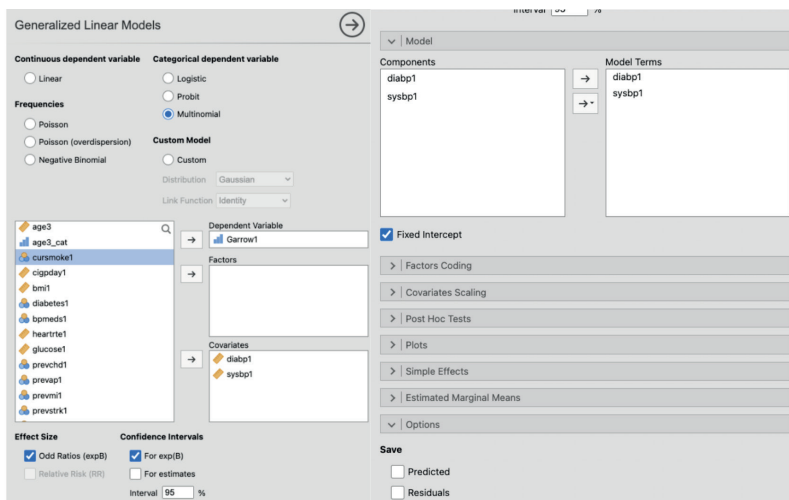 Generalized Linear Models
Continuous dependent variable
Linear
Frequencies
Poisson
Poisson (overdispersion)
Negative Binomial
Categorical dependent variable
Logistic
Probit
Multinomial
Custom Model
Custom
Distribution Gaussian
Link Function Identity
age3
age3_cat
cursmoke1
cigpday1
bmi1
diabetes1
bpmeds1
heartrte1
glucose1
prevchd1
prevap1
prevmi1
prevstrk1
Dependent Variable
Garrow1
Factors
Covariates
diabp1
sysbp1
Effect Size
Odd Ratios (expB)
Relative Risk (RR)
Confidence Intervals
For exp(B)
For estimates
Interval 95 %
Interval 95 %
Model
Components
diabp1
sysbp1
Model Terms
diabp1
sysbp1
Fixed Intercept
Factors Coding
Covariates Scaling
Post Hoc Tests
Plots
Simple Effects
Estimated Marginal Means
Options
Save
Predicted
Residuals